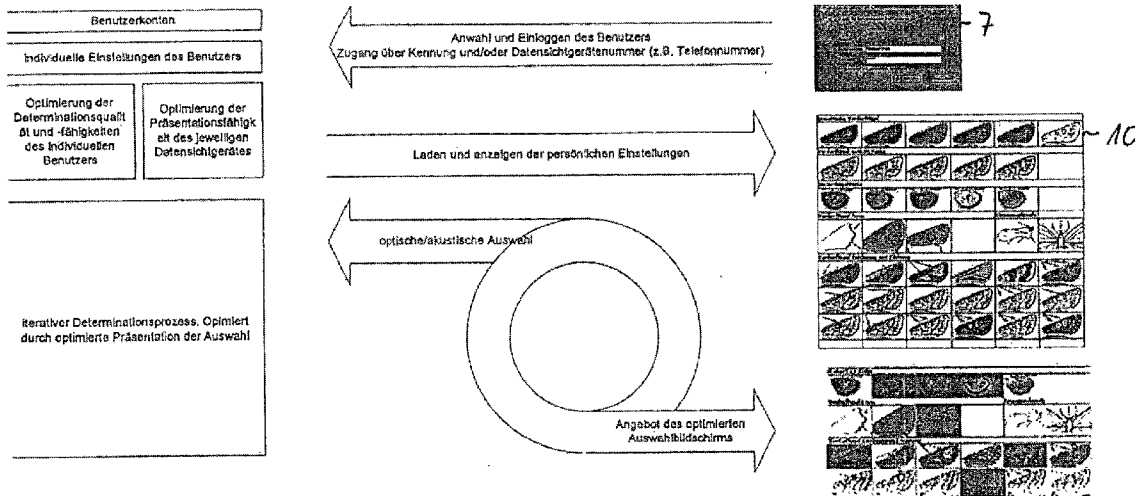 Benutzerkonten
Individuelle Einstellungen des Benutzers
Optimierung der
Determinationsqualit
ät und -fähigkeiten
des individuellen
Benutzers
Optimierung der
Präsentationsfähigk
eit des jeweiligen
Datensichtgerätes
Iterativer Determinationsprozess. Opimiert
durch optimierte Präsentation der Auswahl
Anwahl und Einloggen des Benutzers
Zugang über Kennung und/oder Datensichtgerätenummer (z.B. Telefonnummer)
Laden und anzeigen der persönlichen Einstellungen
optische/akustische Auswahl
Angebot des optimierten
Auswahlbildschirms
7
10